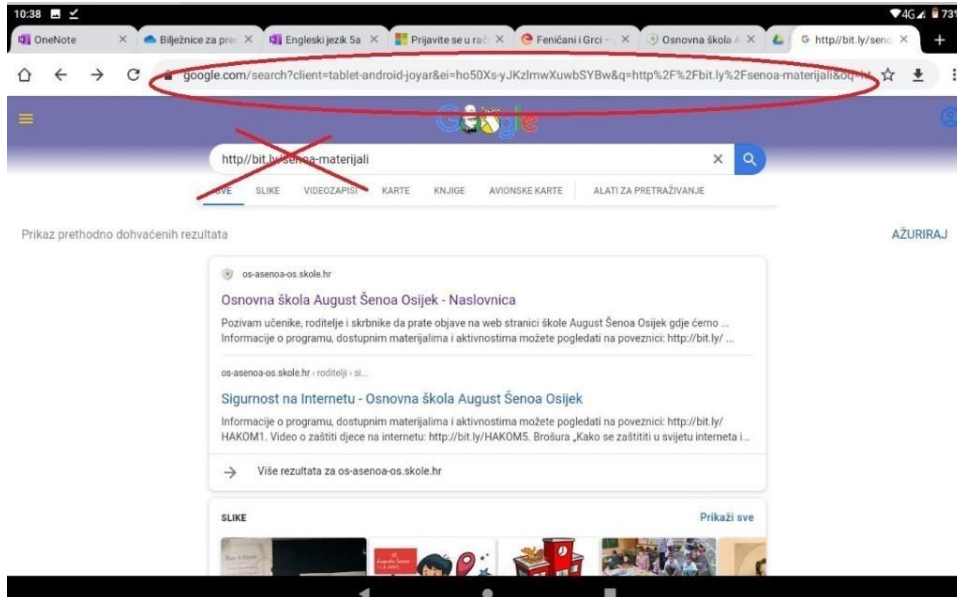 10:38 4G 73%
OneNote Bilježnice za pre Engleski jezik 5a Prijavite se u rač Feničani i Grci – Osnovna škola A http//bit.ly/seno
google.com/search?client=tablet-android-joyar&ei=ho50Xs-yJKzlmwXuwbSYBw&q=http%2F%2Fbit.ly%2Fsenoa-materijali&oq=ht
Google
http//bit.ly/senoa-materijali
SVE SLIKE VIDEOZAPISI KARTE KNJIGE AVIONSKE KARTE ALATI ZA PRETRAŽIVANJE
Prikaz prethodno dohvaćenih rezultata AŽURIRAJ
os-asenoa-os.skole.hr
Osnovna škola August Šenoa Osijek - Naslovnica
Pozivam učenike, roditelje i skrbnike da prate objave na web stranici škole August Šenoa Osijek gdje ćemo ...
Informacije o programu, dostupnim materijalima i aktivnostima možete pogledati na poveznici: http://bit.ly/ ...
os-asenoa-os.skole.hr › roditelji › si...
Sigurnost na Internetu - Osnovna škola August Šenoa Osijek
Informacije o programu, dostupnim materijalima i aktivnostima možete pogledati na poveznici: http://bit.ly/
HAKOM1. Video o zaštiti djece na internetu: http://bit.ly/HAKOM5. Brošura „Kako se zaštititi u svijetu interneta i...
Više rezultata za os-asenoa-os.skole.hr
SLIKE Prikaži sve